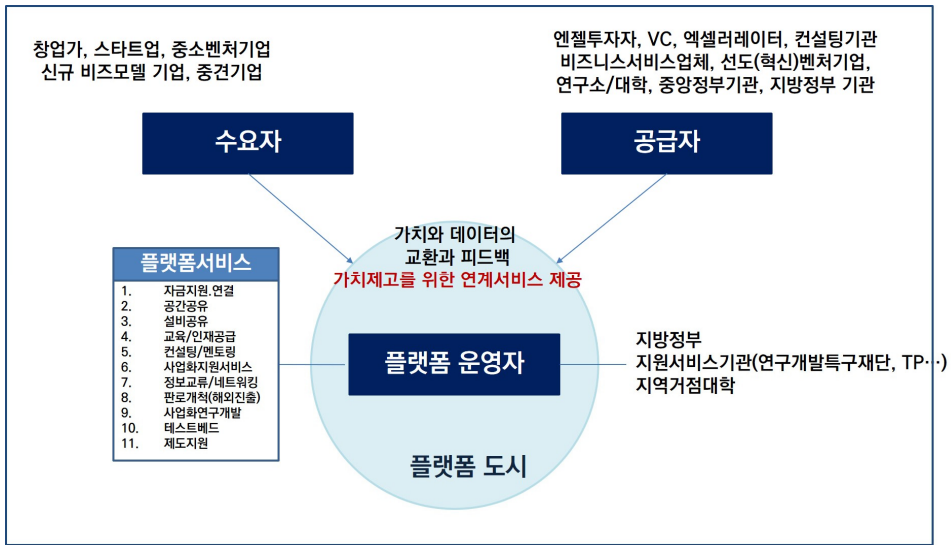 창업가, 스타트업, 중소벤처기업
신규 비즈모델 기업, 중견기업
엔젤투자자, VC, 엑셀러레이터, 컨설팅기관
비즈니스서비스업체, 선도(혁신)벤처기업,
연구소/대학, 중앙정부기관, 지방정부 기관
수요자
공급자
가치와 데이터의
교환과 피드백
가치제고를 위한 연계서비스 제공
플랫폼서비스
1. 자금지원.연결
2. 공간공유
3. 설비공유
4. 교육/인재공급
5. 컨설팅/멘토링
6. 사업화지원서비스
7. 정보교류/네트워킹
8. 판로개척(해외진출)
9. 사업화연구개발
10. 테스트베드
11. 제도지원
플랫폼 운영자
지방정부
지원서비스기관(연구개발특구재단, TP…)
지역거점대학
플랫폼 도시